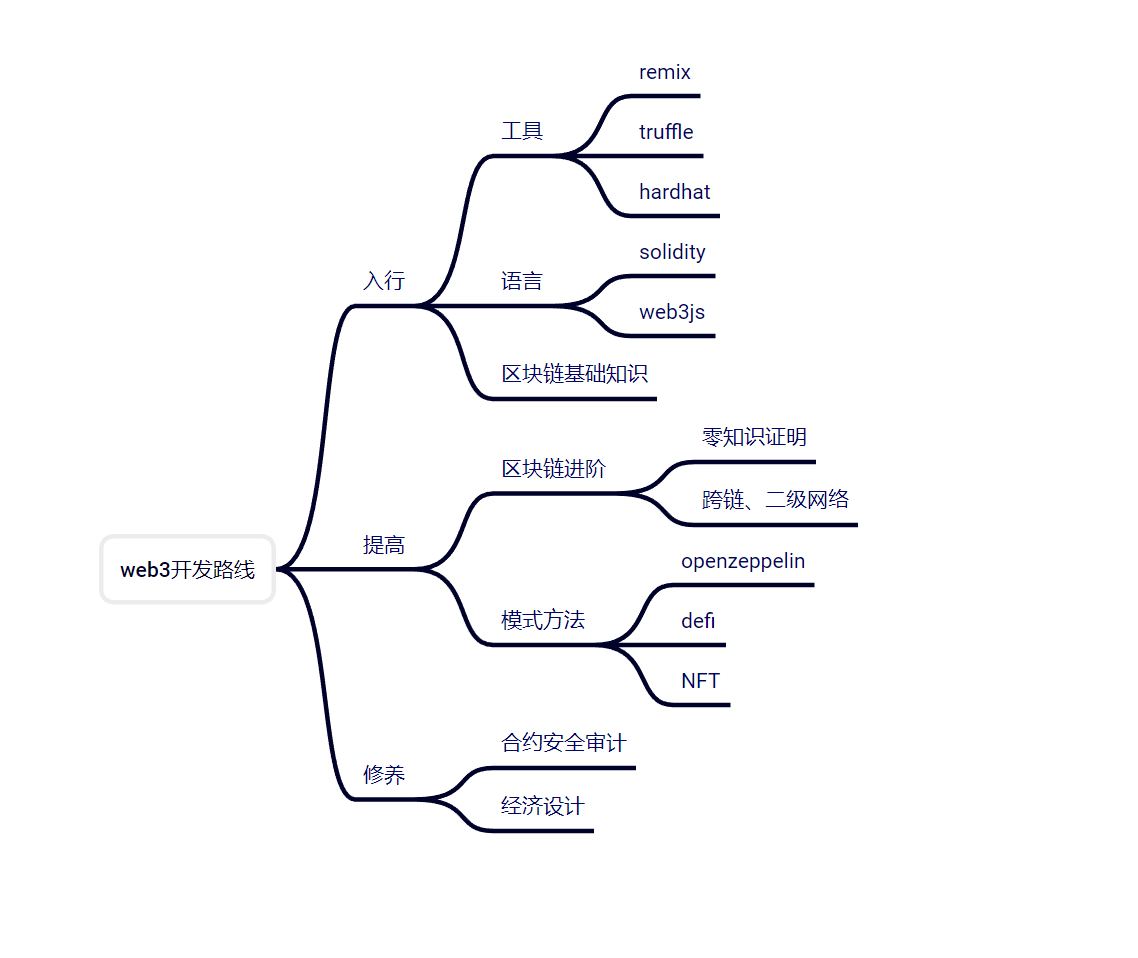 web3开发路线
入行
工具
remix
truffle
hardhat
语言
solidity
web3js
区块链基础知识
提高
区块链进阶
零知识证明
跨链、二级网络
模式方法
openzeppelin
defi
NFT
修养
合约安全审计
经济设计